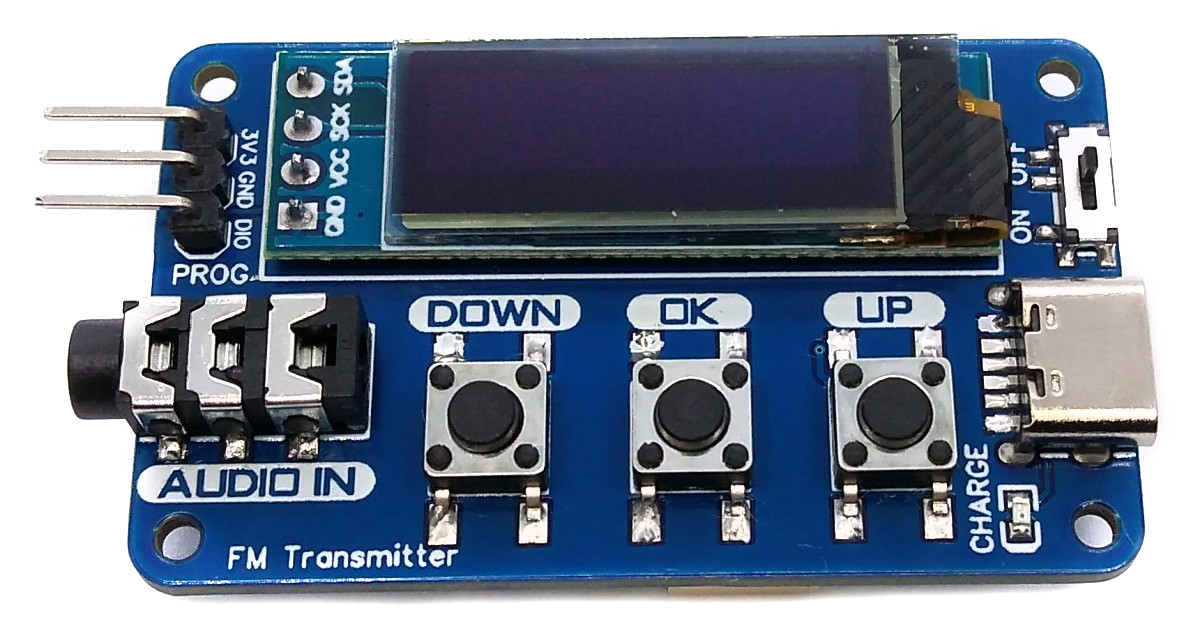 SDA
SCK
VCC
GND
3V3 GND DIO
PROG.
OFF
ON
DOWN
OK
UP
AUDIO IN
CHARGE
FM Transmitter